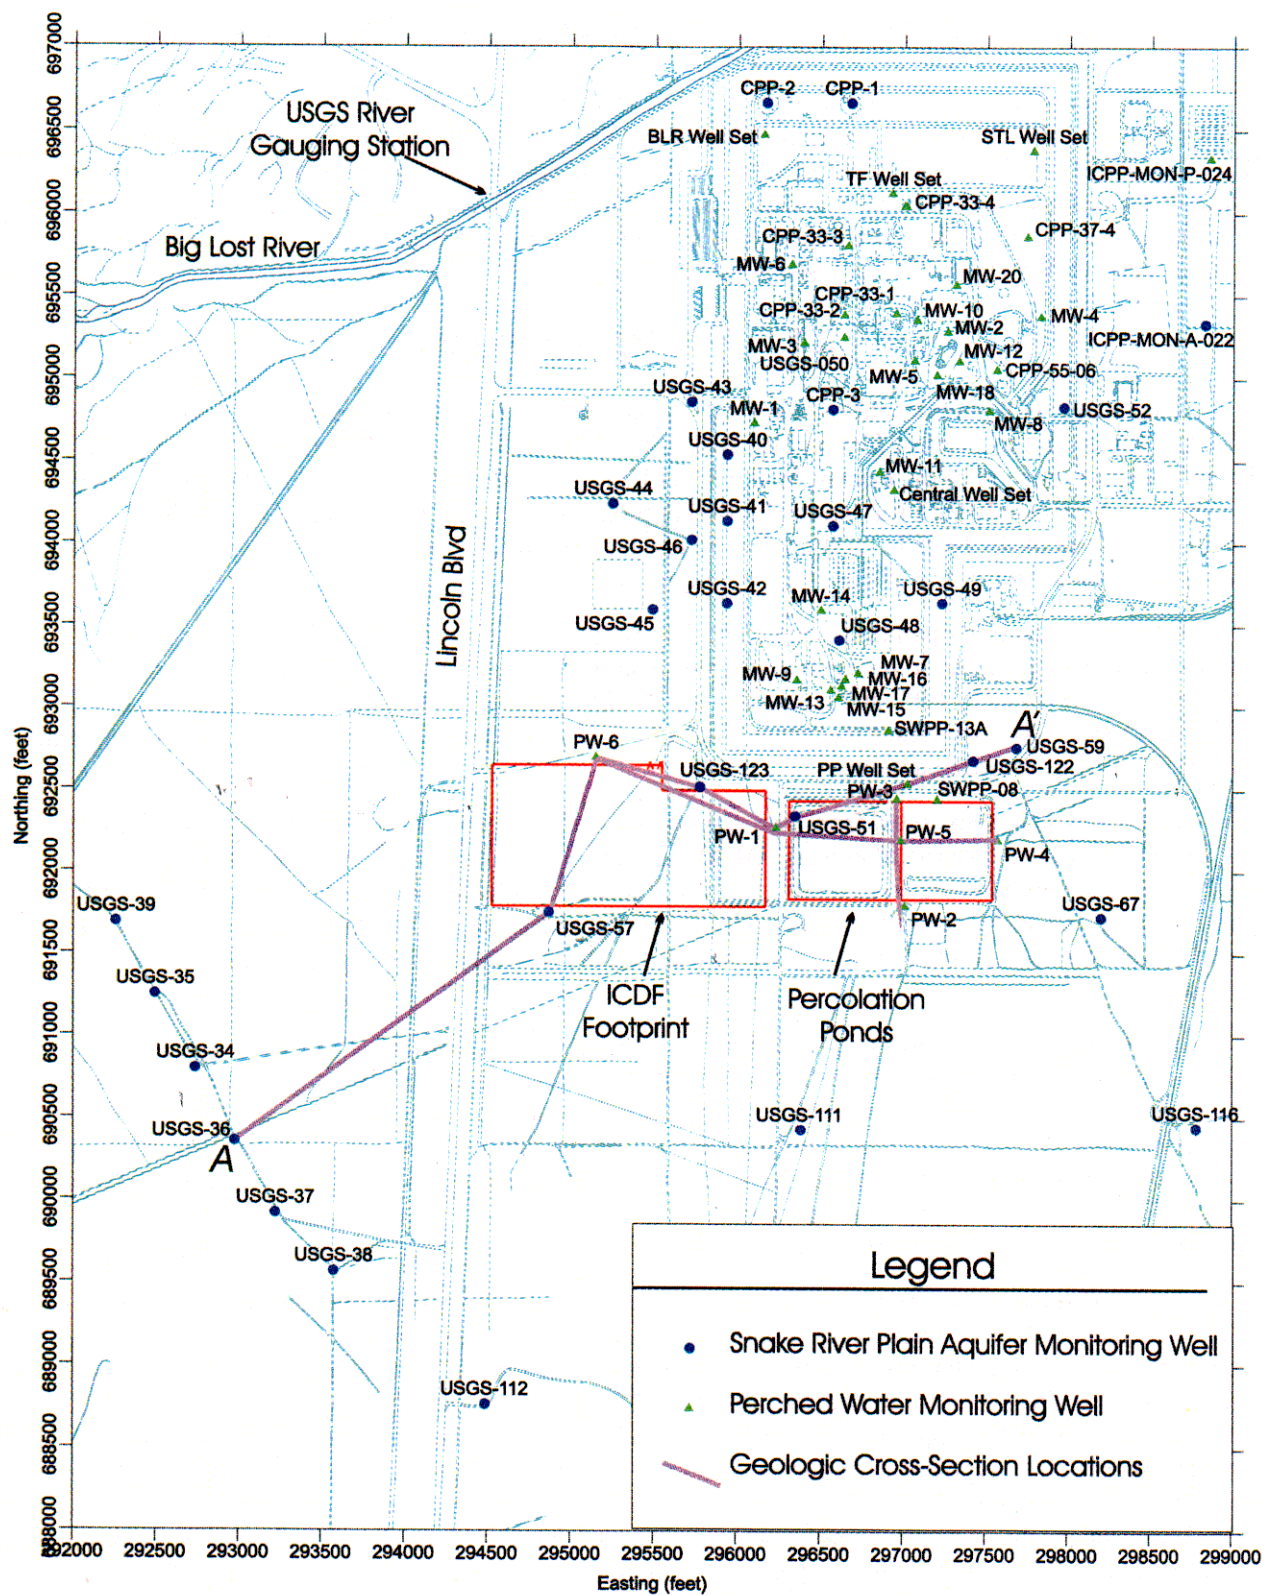 697000
696500
696000
695500
695000
694500
694000
693500
693000
692500
692000
691500
691000
690500
690000
689500
689000
688500
688000
Northing (feet)
USGS River
Gauging Station
Big Lost River
Lincoln Blvd
CPP-2
CPP-1
BLR Well Set
STL Well Set
ICPP-MON-P-024
TF Well Set
CPP-33-4
CPP-37-4
CPP-33-3
MW-6
MW-20
CPP-33-1
CPP-33-2
MW-10
MW-4
MW-2
ICPP-MON-A-022
MW-3
MW-12
USGS-050
CPP-55-06
MW-5
USGS-43
CPP-3
MW-18
MW-1
USGS-52
MW-8
USGS-40
MW-11
USGS-44
Central Well Set
USGS-41
USGS-47
USGS-46
USGS-42
USGS-49
MW-14
USGS-45
USGS-48
MW-7
MW-9
MW-16
MW-17
MW-13
MW-15
A'
SWPP-13A
PW-6
USGS-59
USGS-122
USGS-123
PP Well Set
PW-3
SWPP-08
USGS-51
PW-1
PW-5
PW-4
USGS-39
USGS-67
PW-2
USGS-57
USGS-35
ICDF
Footprint
Percolation
Ponds
USGS-34
USGS-36
A
USGS-111
USGS-116
USGS-37
USGS-38
USGS-112
Legend
Snake River Plain Aquifer Monitoring Well
Perched Water Monitoring Well
Geologic Cross-Section Locations
292000 292500 293000 293500 294000 294500 295000 295500 296000 296500 297000 297500 298000 298500 299000
Easting (feet)